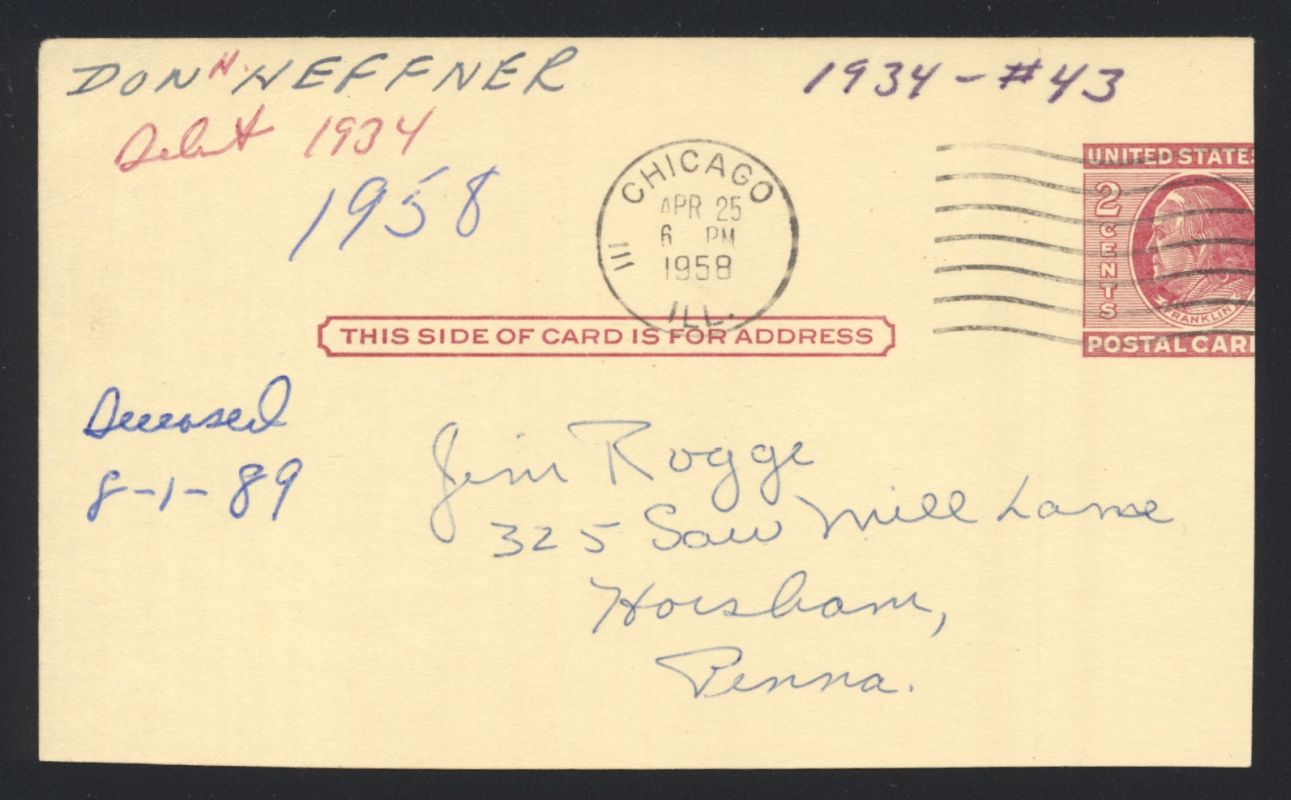 DON H. HEFFNER
1934 - #43
Debut 1934
1958
CHICAGO
APR 25
6 PM
1958
ILL.
UNITED STATES
2 CENTS
FRANKLIN
POSTAL CAR
THIS SIDE OF CARD IS FOR ADDRESS
Deceased
8-1-89
Jim Rogge
325 Saw Mill Lane
Horsham,
Penna.